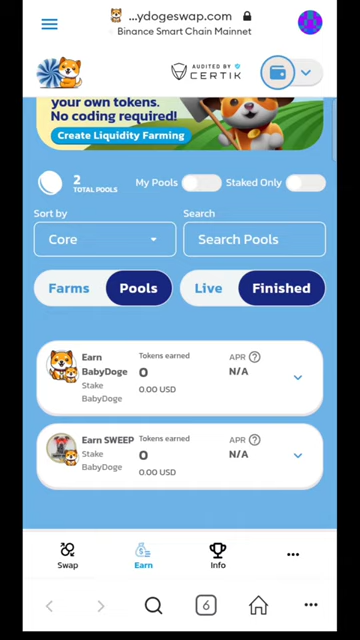 ...ydogeswap.com
Binance Smart Chain Mainnet
AUDITED BY
CERTIK
your own tokens.
No coding required!
Create Liquidity Farming
2
TOTAL POOLS
My Pools
Staked Only
Sort by
Search
Core
Search Pools
Farms
Pools
Live
Finished
Earn
BabyDoge
Stake
BabyDoge
Tokens earned
0
0.00 USD
APR ?
N/A
Earn SWEEP
Stake
BabyDoge
Tokens earned
0
0.00 USD
APR ?
N/A
Swap
Earn
Info
6